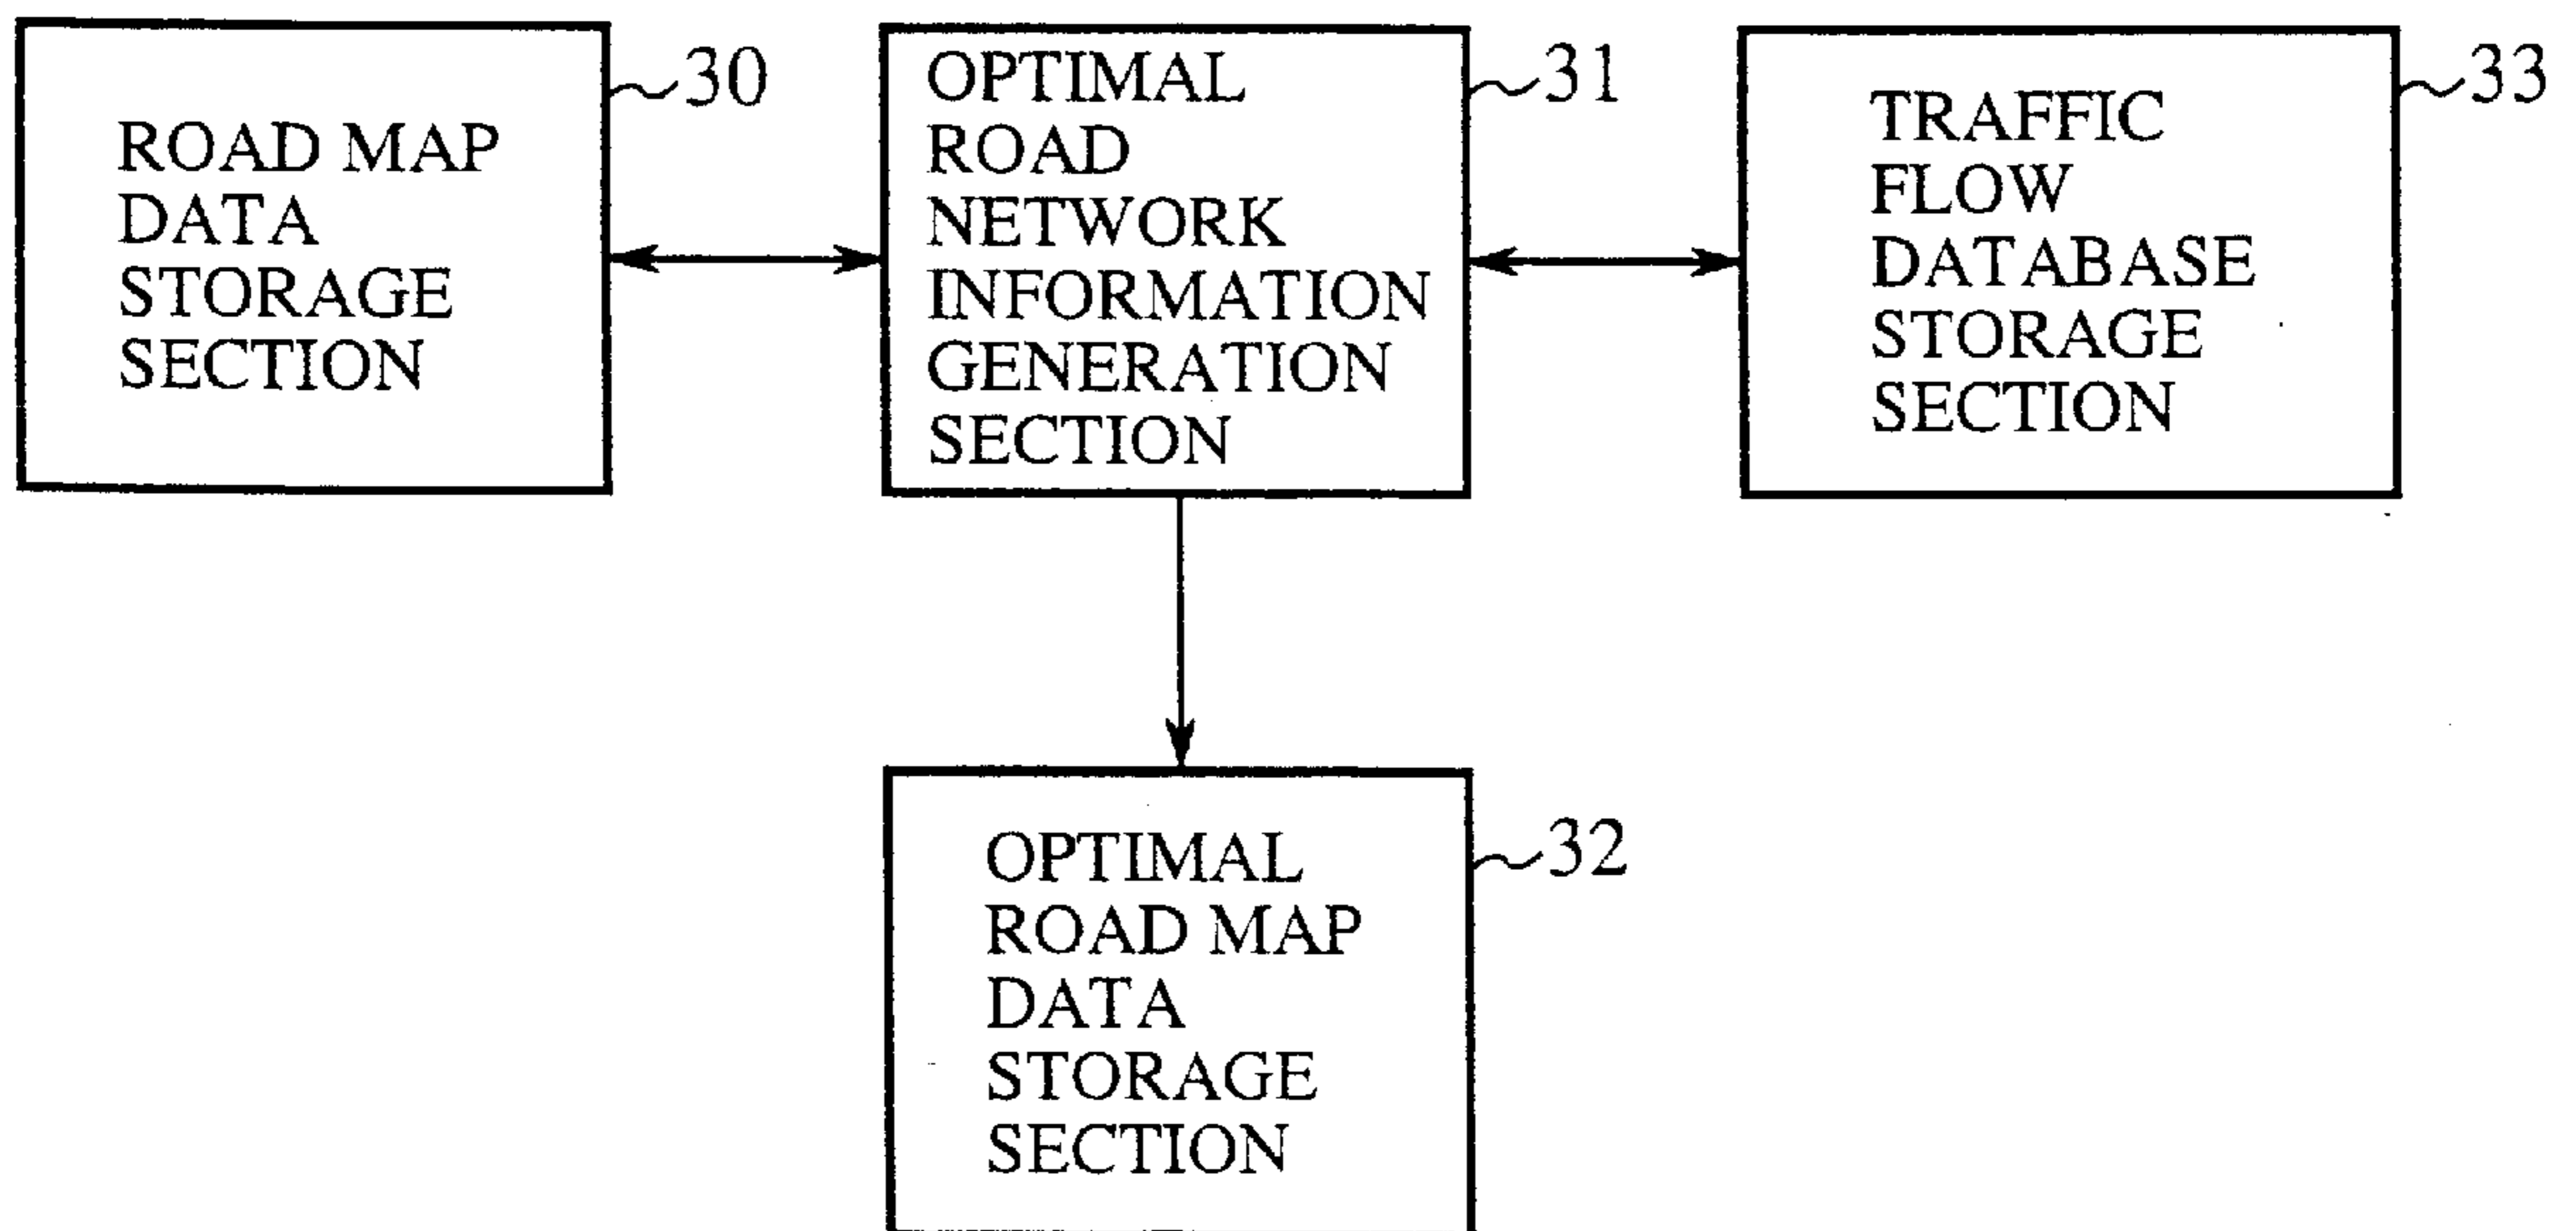 ROAD MAP
DATA
STORAGE
SECTION
30
OPTIMAL
ROAD
NETWORK
INFORMATION
GENERATION
SECTION
31
TRAFFIC
FLOW
DATABASE
STORAGE
SECTION
33
OPTIMAL
ROAD MAP
DATA
STORAGE
SECTION
32